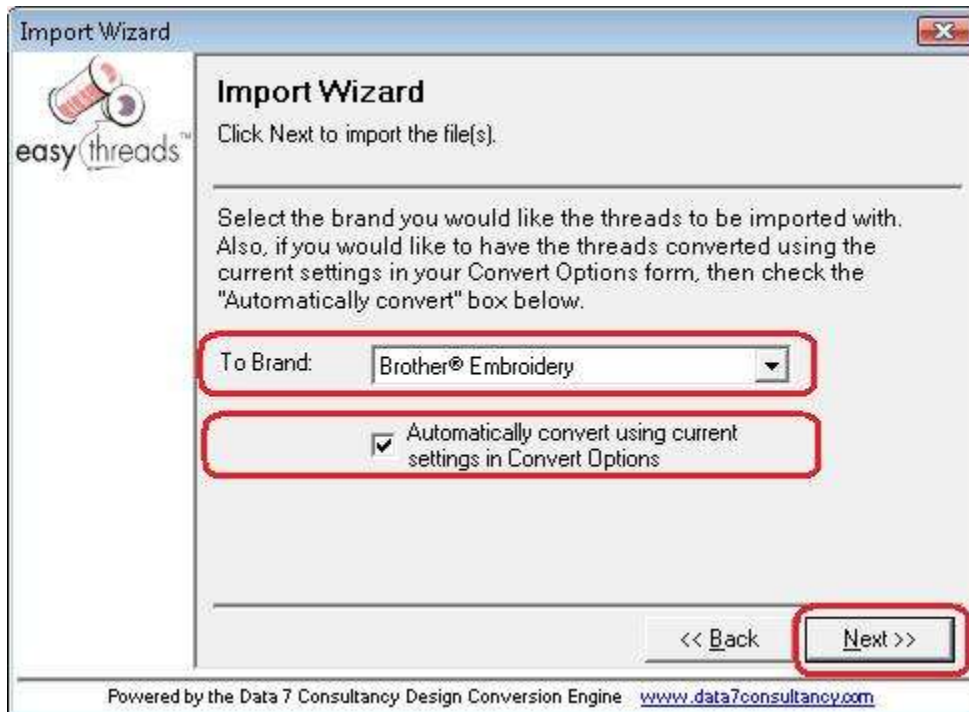 Import Wizard
easy threads™
Import Wizard
Click Next to import the file(s).
Select the brand you would like the threads to be imported with.
Also, if you would like to have the threads converted using the
current settings in your Convert Options form, then check the
"Automatically convert" box below.
To Brand: Brother® Embroidery
Automatically convert using current
settings in Convert Options
<< Back Next >>
Powered by the Data 7 Consultancy Design Conversion Engine www.data7consultancy.com